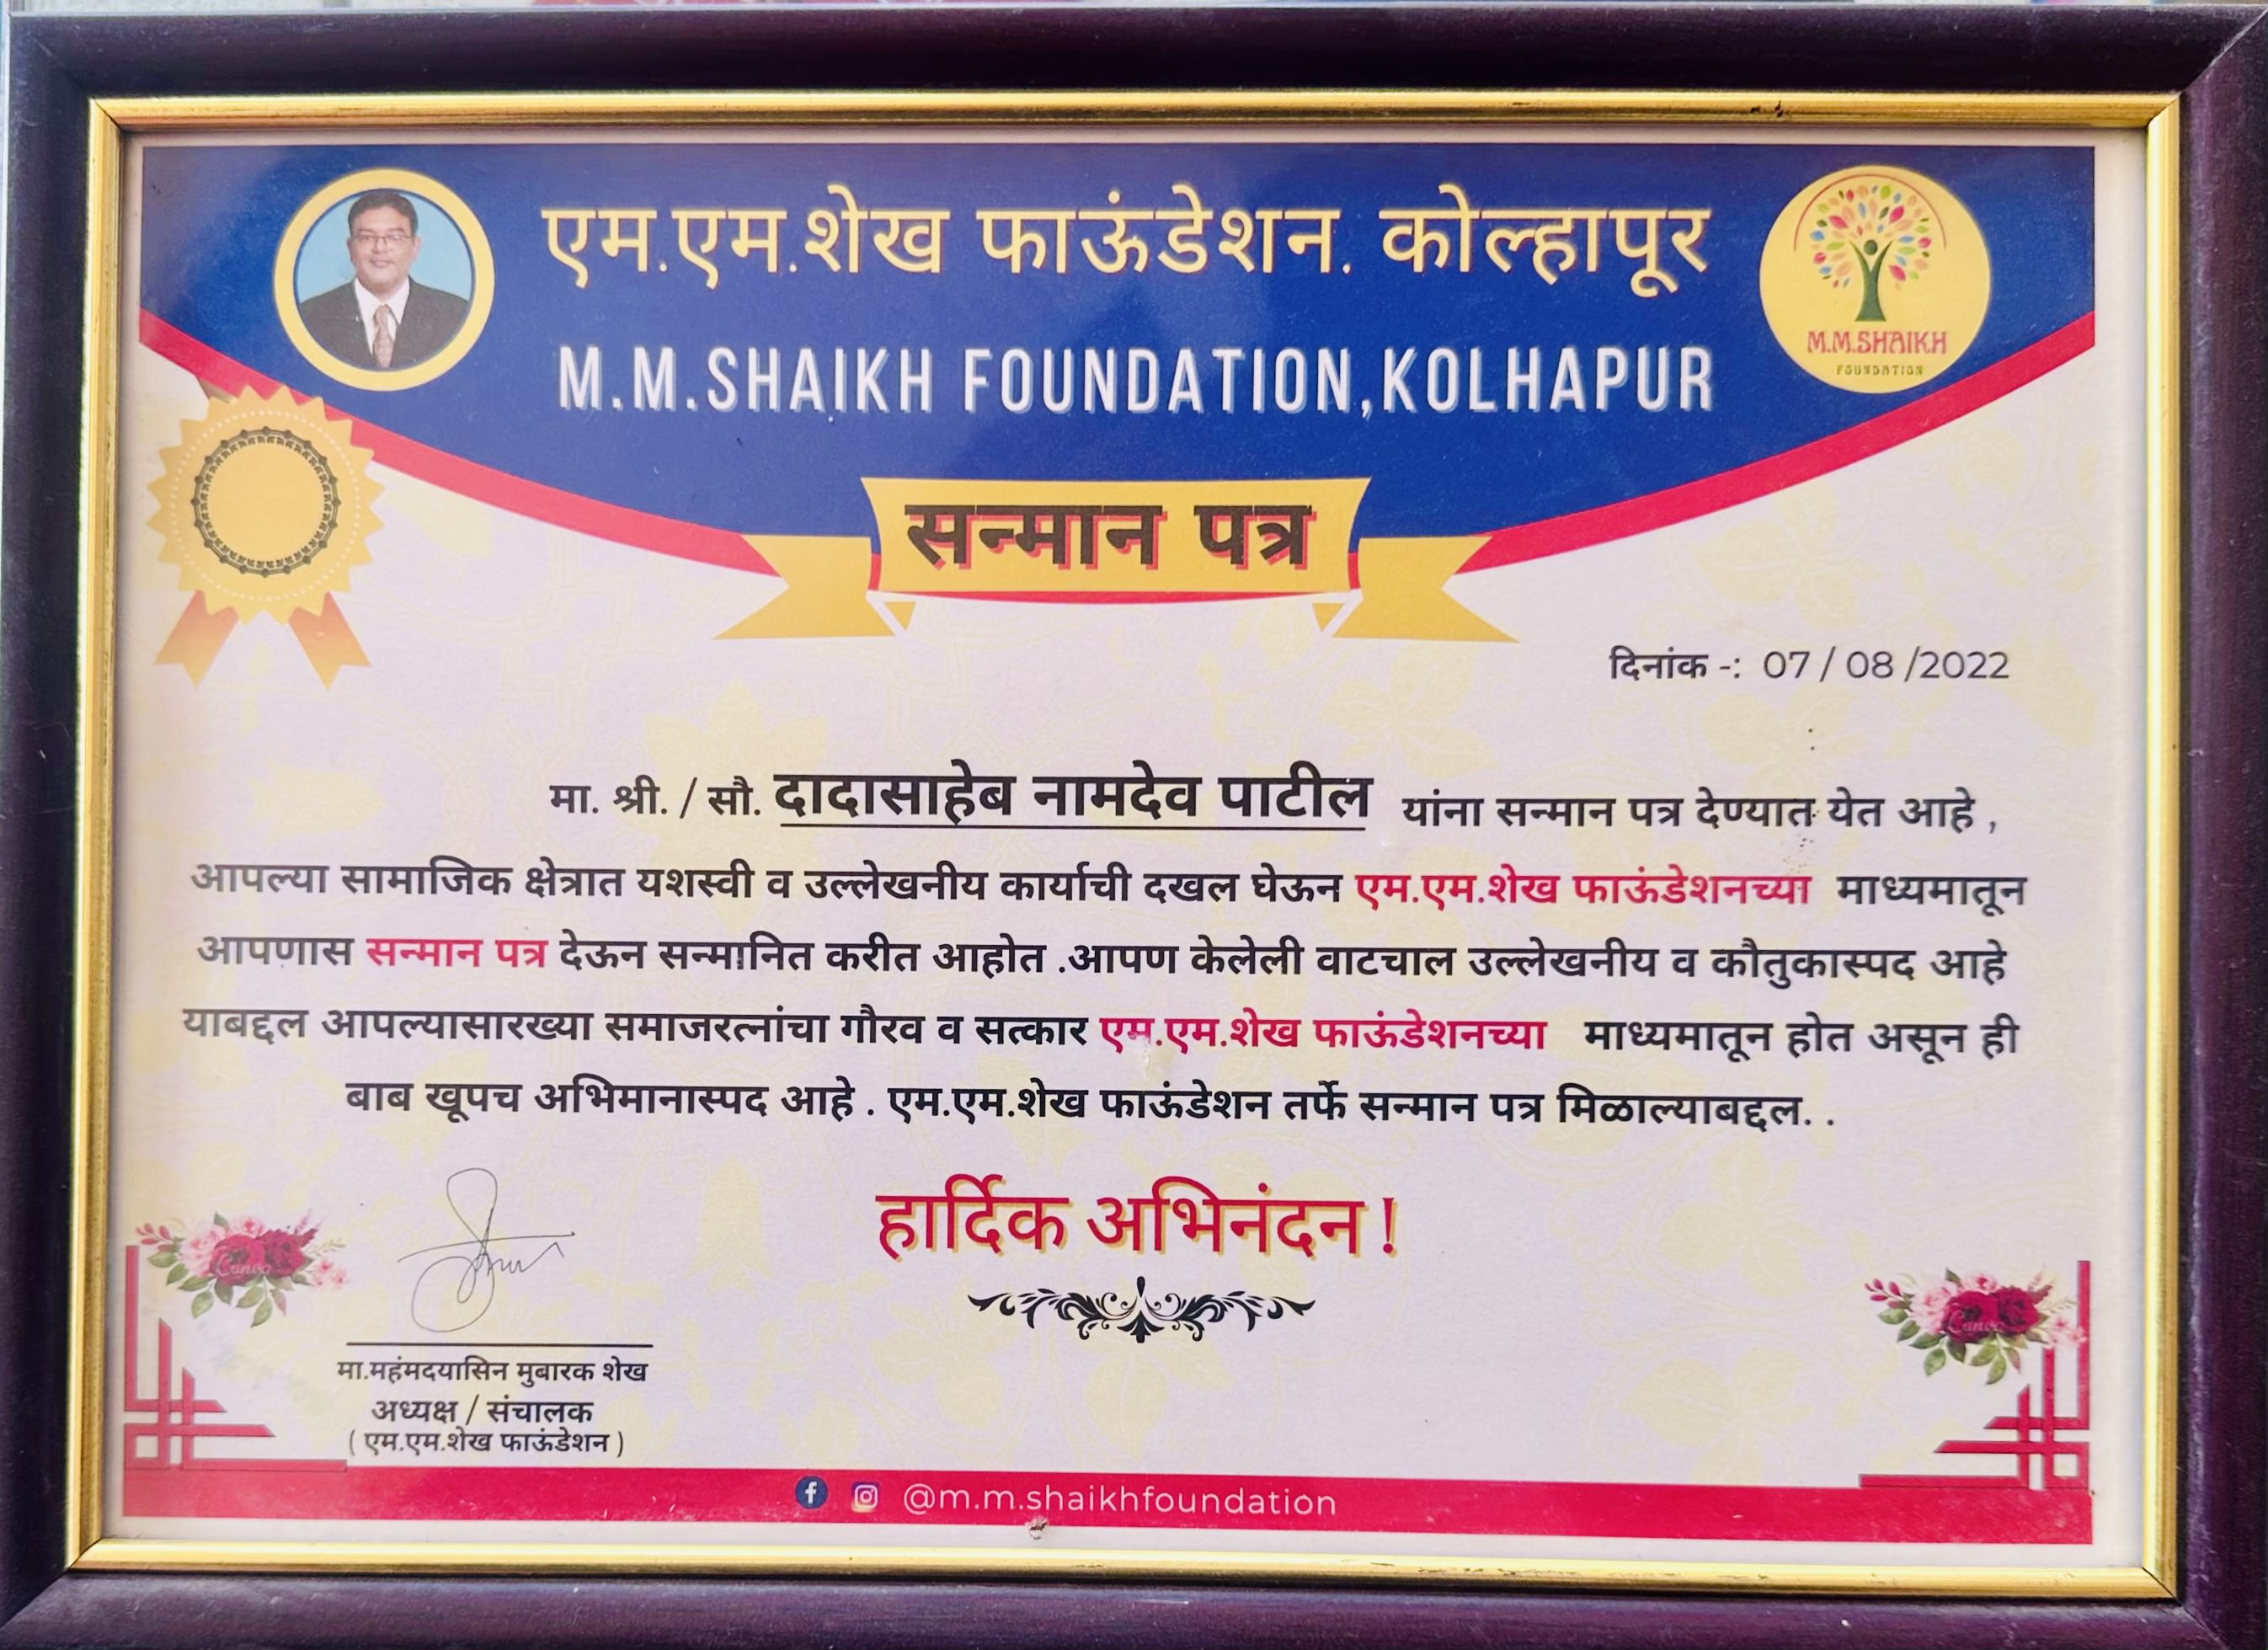 एम.एम.शेख फाऊंडेशन. कोल्हापूर
M.M.SHAIKH FOUNDATION,KOLHAPUR
M.M.SHAIKH
FOUNDATION
सन्मान पत्र
दिनांक -: 07 / 08 /2022
मा. श्री. / सौ. दादासाहेब नामदेव पाटील यांना सन्मान पत्र देण्यात येत आहे ,
आपल्या सामाजिक क्षेत्रात यशस्वी व उल्लेखनीय कार्याची दखल घेऊन एम.एम.शेख फाऊंडेशनच्या माध्यमातून
आपणास सन्मान पत्र देऊन सन्मानित करीत आहोत .आपण केलेली वाटचाल उल्लेखनीय व कौतुकास्पद आहे
याबद्दल आपल्यासारख्या समाजरत्नांचा गौरव व सत्कार एम.एम.शेख फाऊंडेशनच्या माध्यमातून होत असून ही
बाब खूपच अभिमानास्पद आहे . एम.एम.शेख फाऊंडेशन तर्फे सन्मान पत्र मिळाल्याबद्दल. .
हार्दिक अभिनंदन !
Canva
Canva
मा.महंमदयासिन मुबारक शेख
अध्यक्ष / संचालक
( एम.एम.शेख फाऊंडेशन )
@m.m.shaikhfoundation